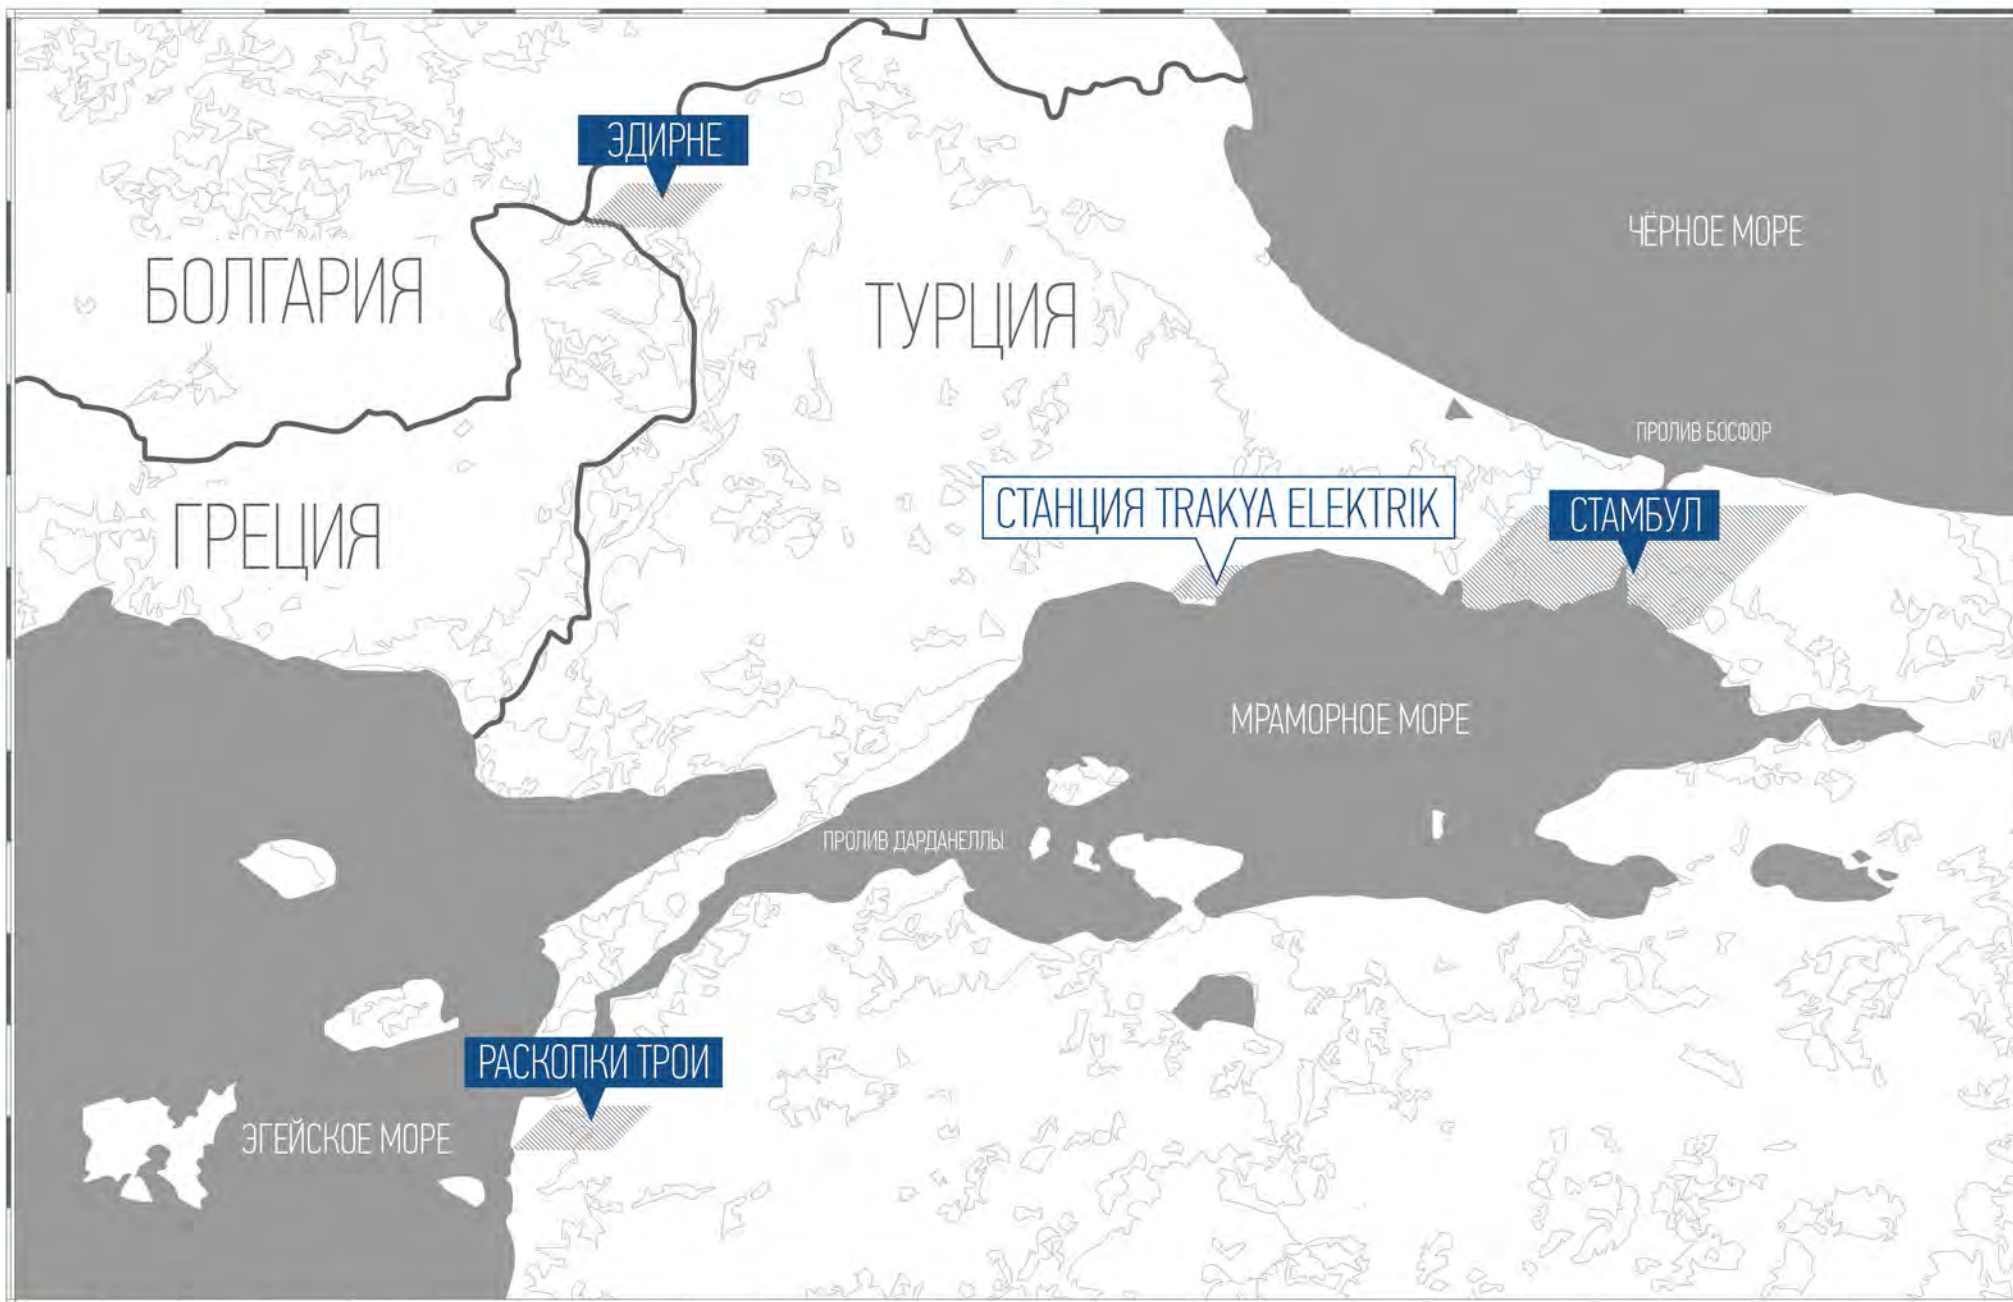 ЭДИРНЕ
ЧЁРНОЕ МОРЕ
БОЛГАРИЯ
ТУРЦИЯ
ПРОЛИВ БОСФОР
ГРЕЦИЯ
СТАНЦИЯ TRAKYA ELEKTRIK
СТАМБУЛ
МРАМОРНОЕ МОРЕ
ПРОЛИВ ДАРДАНЕЛЛЫ
РАСКОПКИ ТРОИ
ЭГЕЙСКОЕ МОРЕ